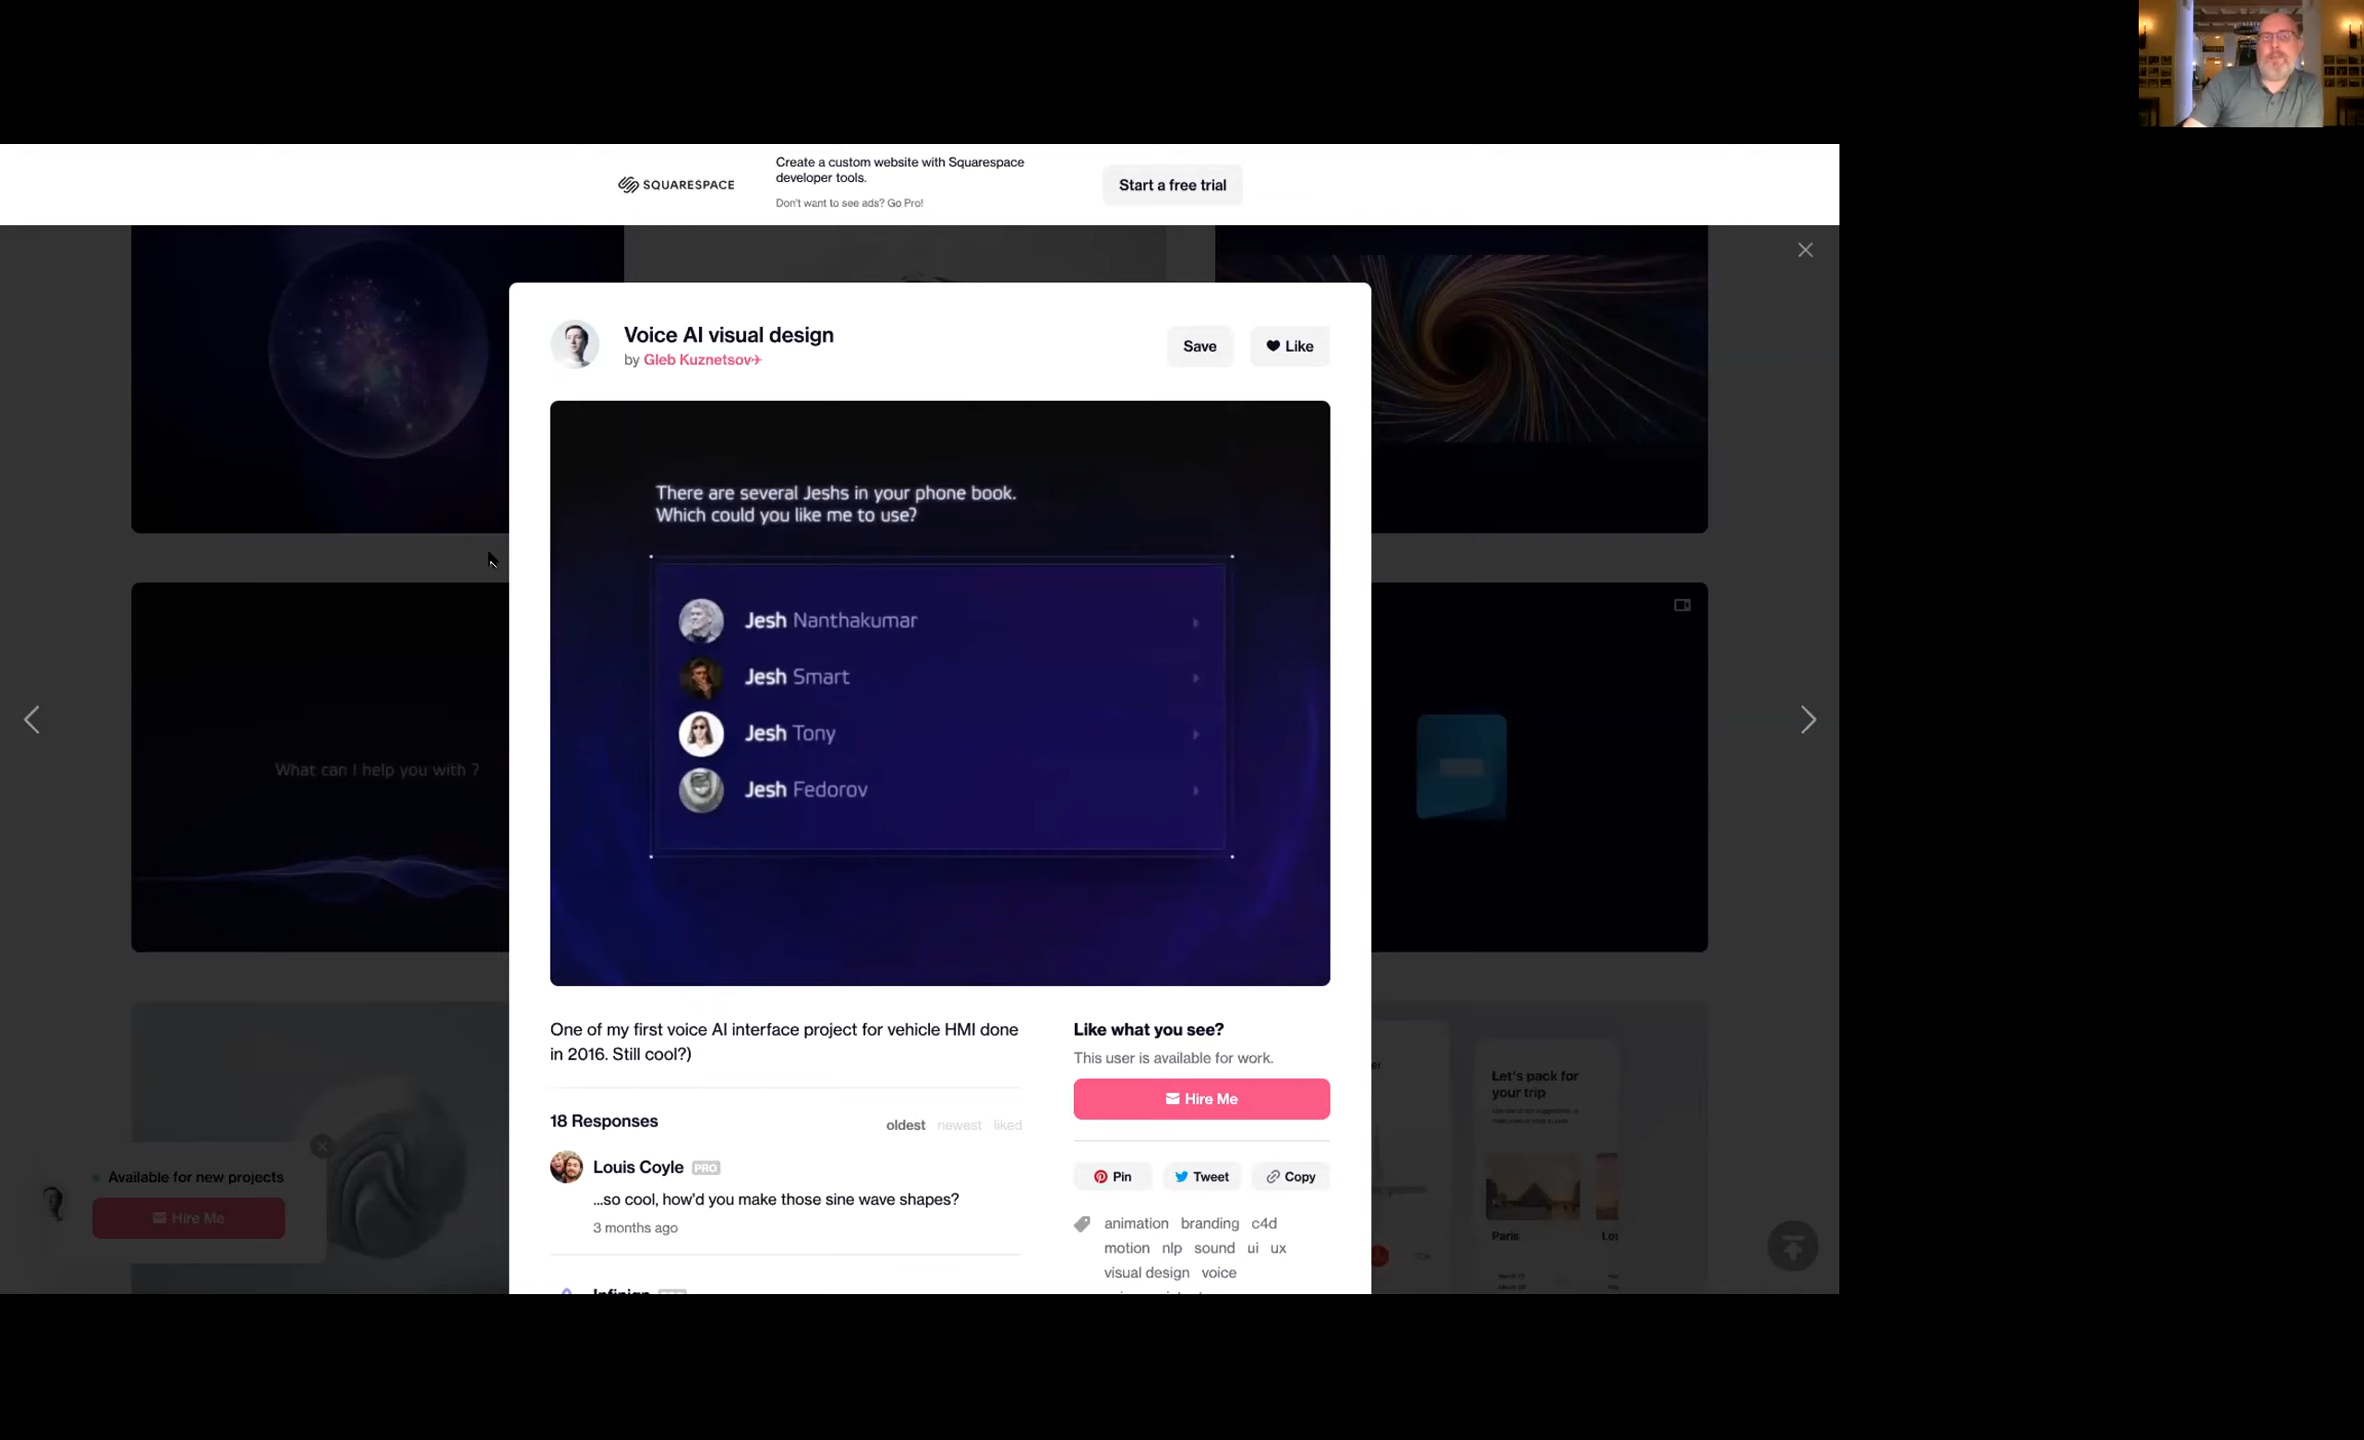 SQUARESPACE
Create a custom website with Squarespace
developer tools.
Don't want to see ads? Go Pro!
Start a free trial
Voice AI visual design
by Gleb Kuznetsov✈
Save
Like
There are several Jeshs in your phone book.
Which could you like me to use?
Jesh Nanthakumar
Jesh Smart
Jesh Tony
Jesh Fedorov
What can I help you with ?
One of my first voice AI interface project for vehicle HMI done
in 2016. Still cool?)
18 Responses
oldest newest liked
Louis Coyle PRO
...so cool, how'd you make those sine wave shapes?
3 months ago
Like what you see?
This user is available for work.
Hire Me
Pin
Tweet
Copy
animation branding c4d
motion nlp sound ui ux
visual design voice
Available for new projects
Hire Me
Let's pack for
your trip
Paris